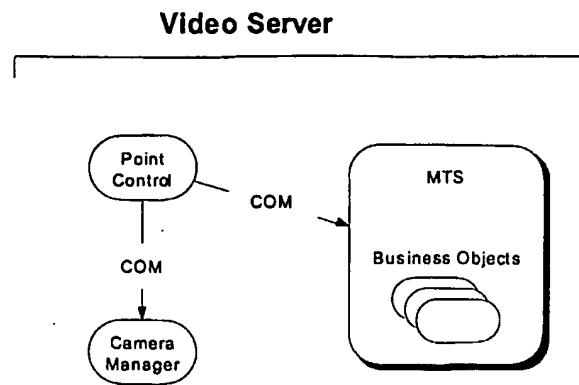 Video Server
Point
Control
MTS
COM
Business Objects
COM
Camera
Manager